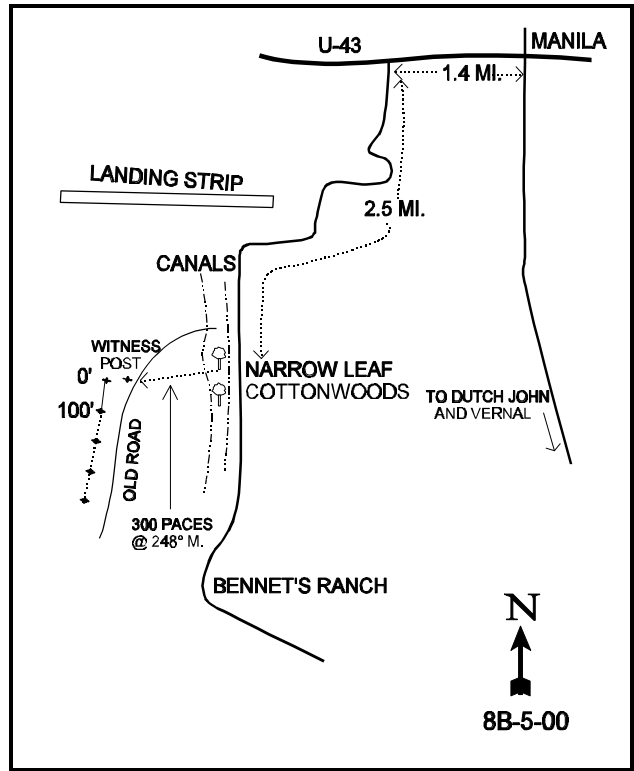 U-43
MANILA
1.4 MI.
LANDING STRIP
2.5 MI.
CANALS
WITNESS
POST
0'
100'
NARROW LEAF
COTTONWOODS
TO DUTCH JOHN
AND VERNAL
OLD ROAD
300 PACES
@ 248° M.
BENNET'S RANCH
N
8B-5-00